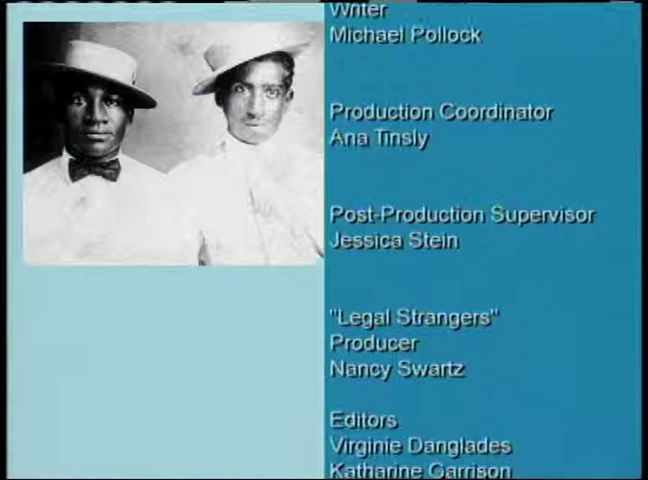 Writer
Michael Pollock
Production Coordinator
Ana Tinsly
Post-Production Supervisor
Jessica Stein
"Legal Strangers"
Producer
Nancy Swartz
Editors
Virginie Danglades
Katharine Garrison